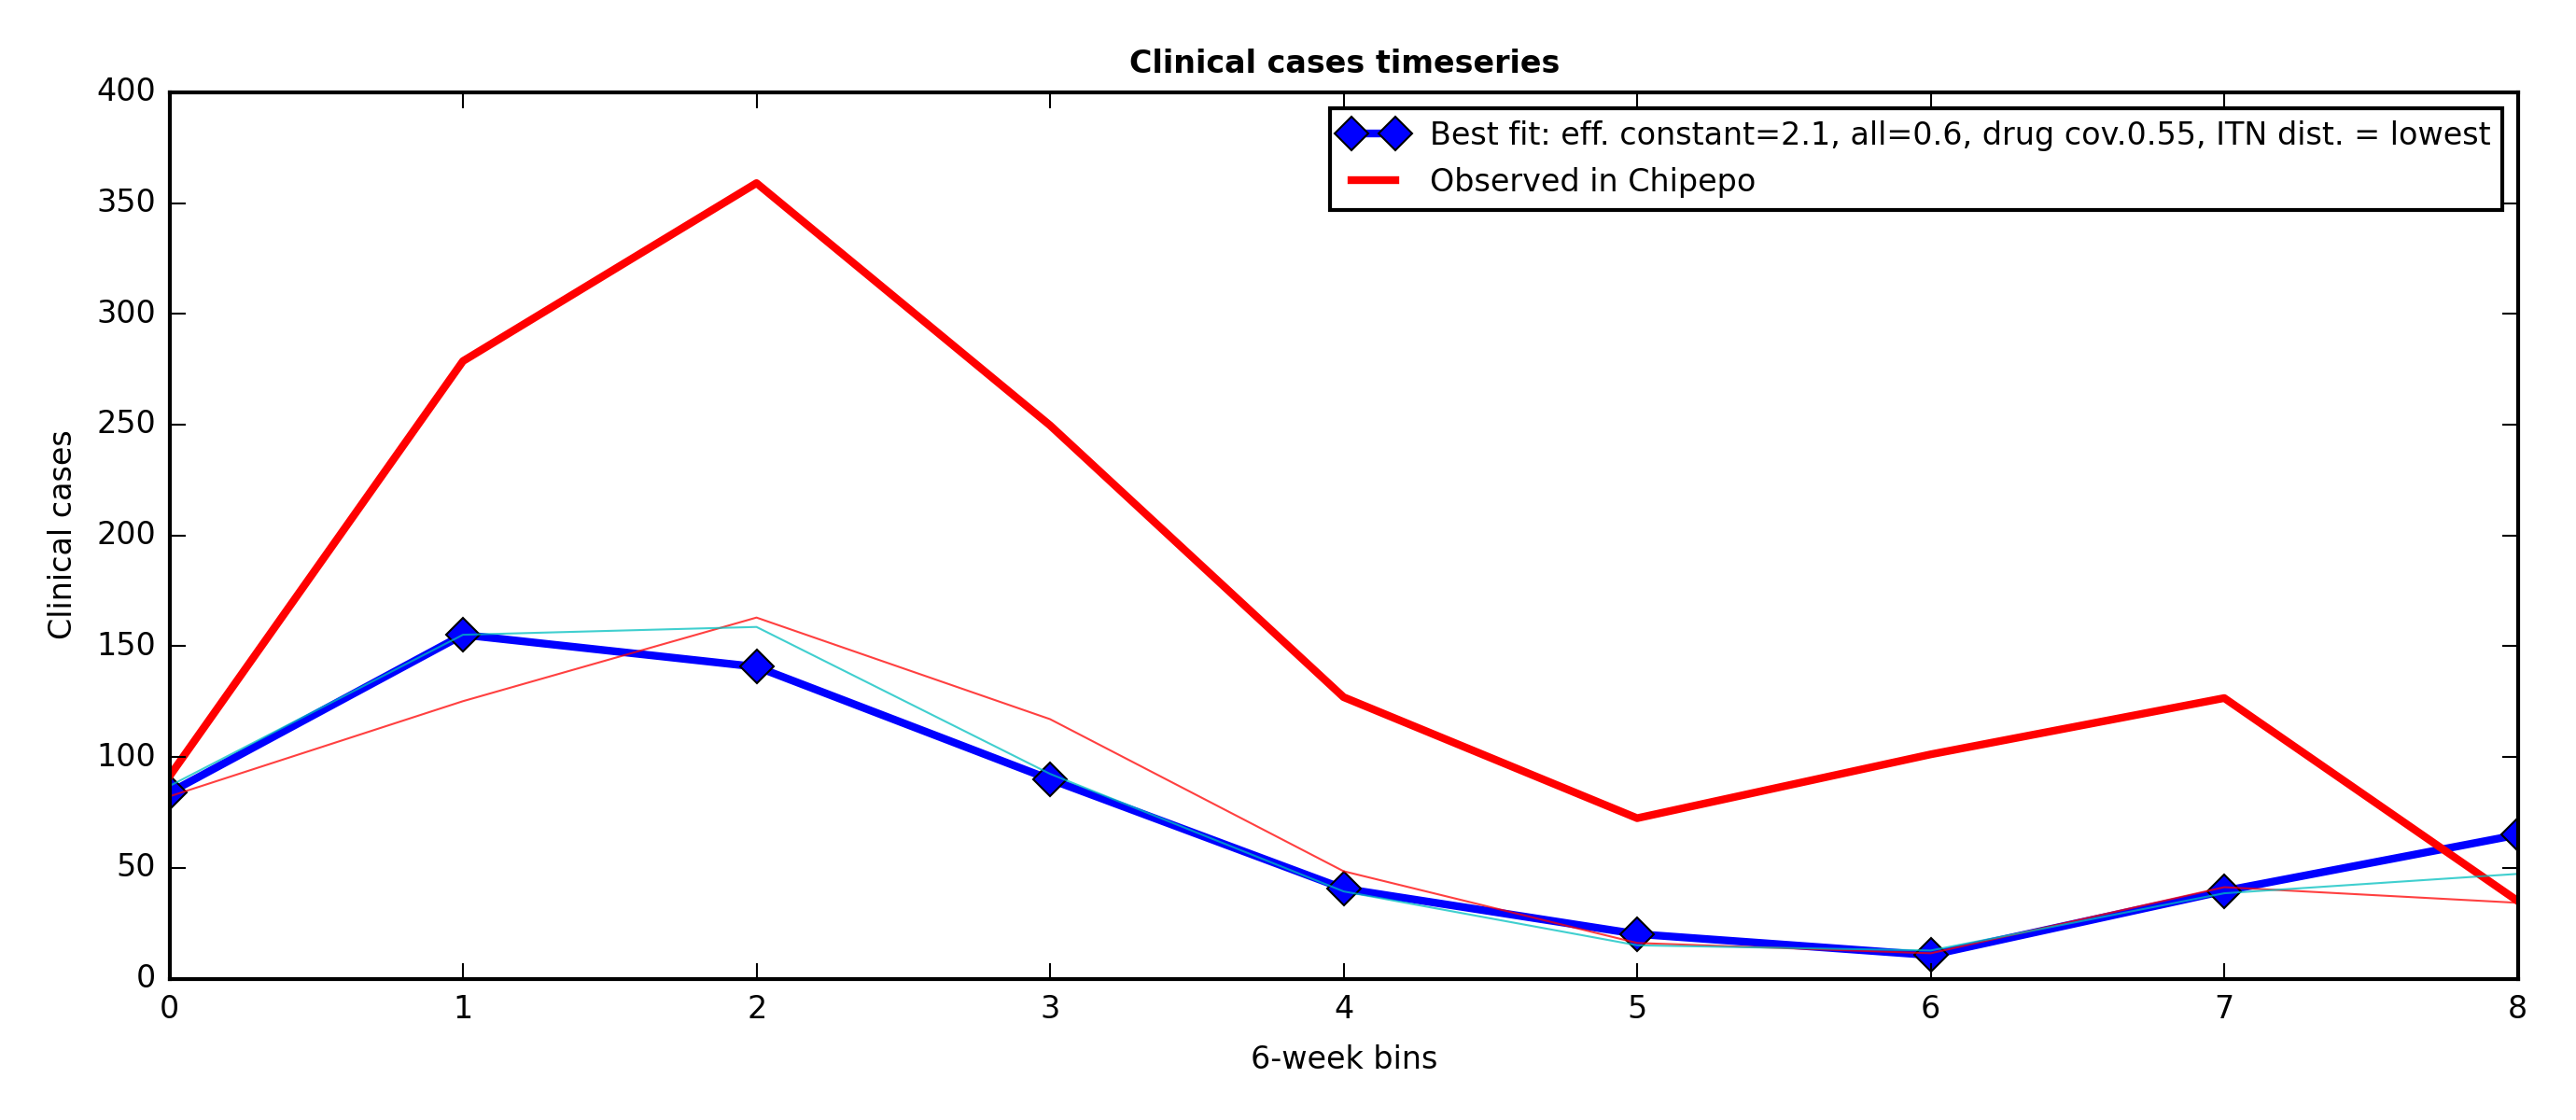 Clinical cases timeseries
400
350
300
250
200
150
100
50
0
Clinical cases
Best fit: eff. constant=2.1, all=0.6, drug cov.0.55, ITN dist. = lowest
Observed in Chipepo
0 1 2 3 4 5 6 7 8
6-week bins